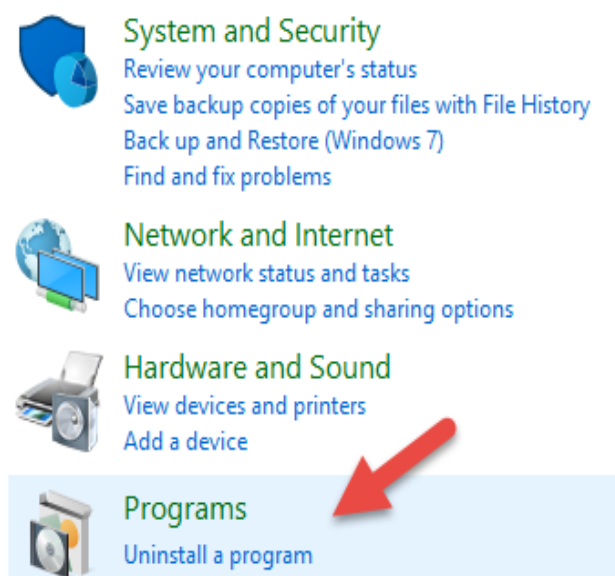 System and Security
Review your computer's status
Save backup copies of your files with File History
Back up and Restore (Windows 7)
Find and fix problems
Network and Internet
View network status and tasks
Choose homegroup and sharing options
Hardware and Sound
View devices and printers
Add a device
Programs
Uninstall a program